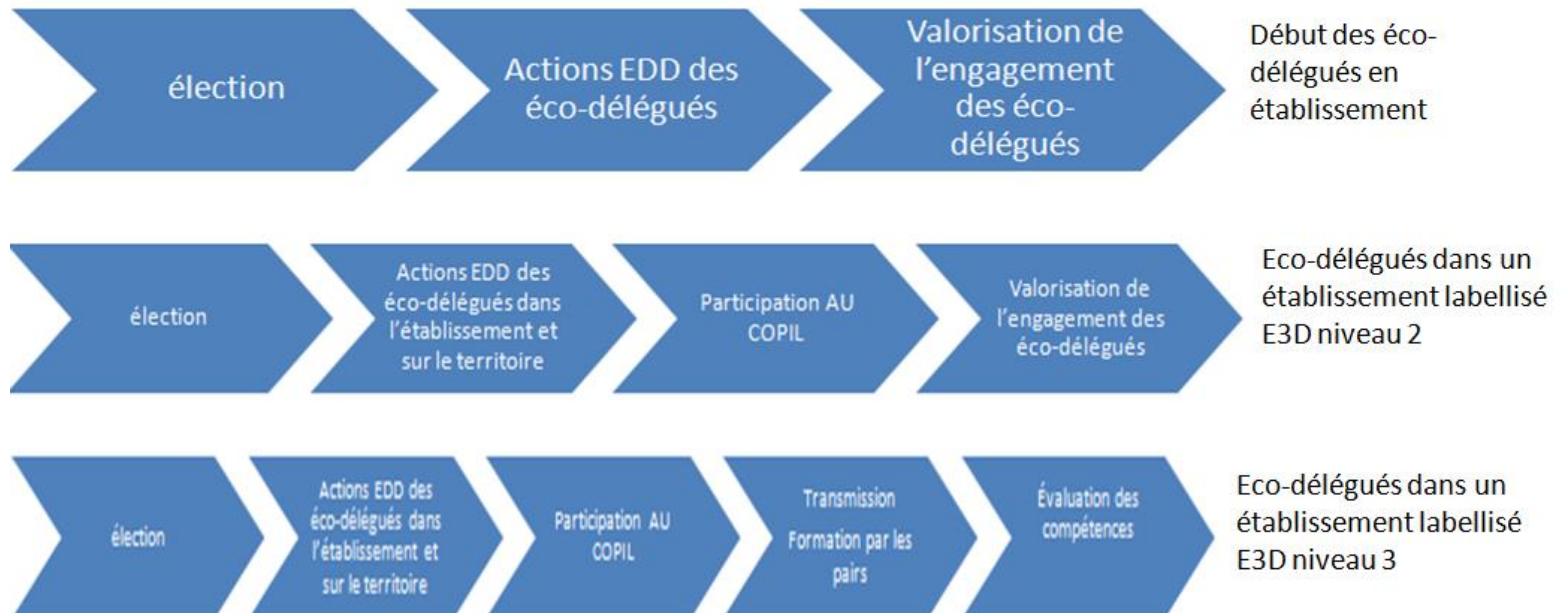 élection
Actions EDD des
éco-délégués
Valorisation de
l'engagement
des éco-
délégués
Début des éco-
délégués en
établissement
élection
Actions EDD des
éco-délégués dans
l'établissement et
sur le territoire
Participation AU
COPIL
Valorisation de
l'engagement des
éco-délégués
Eco-délégués dans un
établissement labellisé
E3D niveau 2
élection
Actions EDD des
éco-délégués dans
l'établissement et
sur le territoire
Participation AU
COPIL
Transmission
Formation par les
pairs
Évaluation des
compétences
Eco-délégués dans un
établissement labellisé
E3D niveau 3